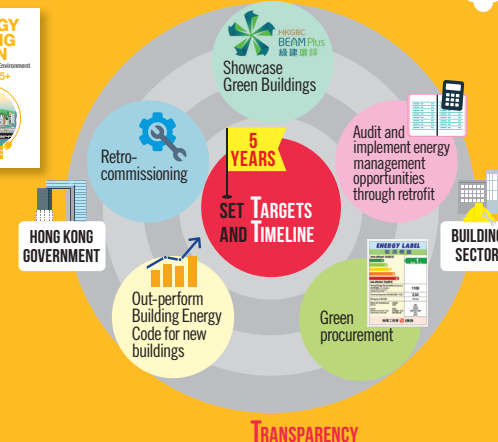 HKGBC
BEAM Plus
綠建環評
Showcase
Green Buildings
Retro-
commissioning
5
YEARS
SET TARGETS
AND TIMELINE
Audit and
implement energy
management
opportunities
through retrofit
HONG KONG
GOVERNMENT
BUILDING
SECTOR
Out-perform
Building Energy
Code for new
buildings
ENERGY LABEL
Green
procurement
TRANSPARENCY